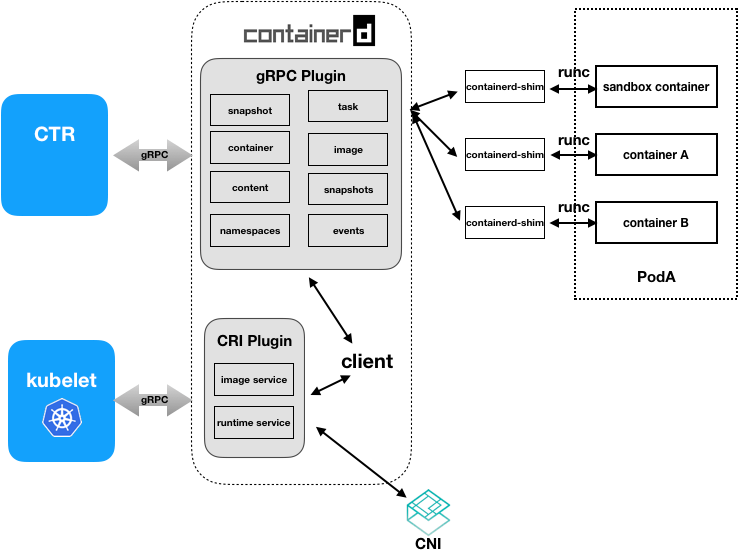 containerd
gRPC Plugin
snapshot
task
container
image
content
snapshots
namespaces
events
CTR
gRPC
containerd-shim
runc
sandbox container
containerd-shim
runc
container A
containerd-shim
runc
container B
PodA
CRI Plugin
image service
runtime service
client
kubelet
gRPC
CNI